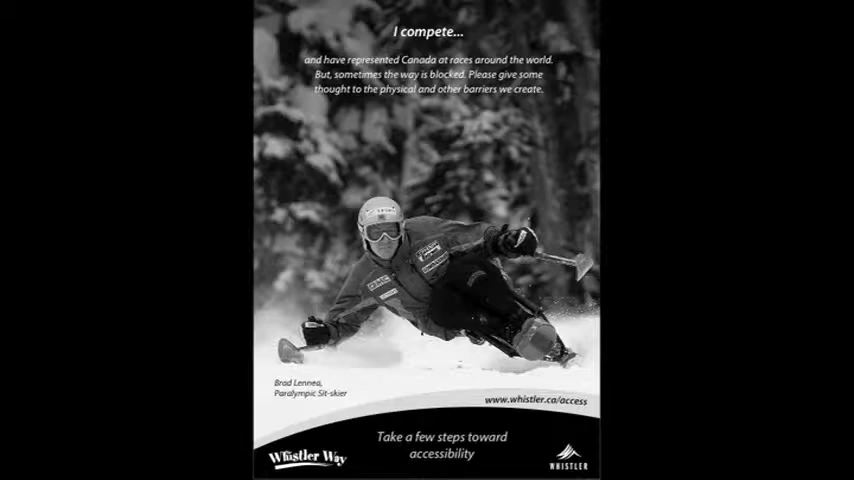 I compete...
and have represented Canada at races around the world.
But, sometimes the way is blocked. Please give some
thought to the physical and other barriers we create.
Brad Lennea,
Paralympic Sit-skier
www.whistler.ca/access
Take a few steps toward
accessibility
Whistler Way
WHISTLER